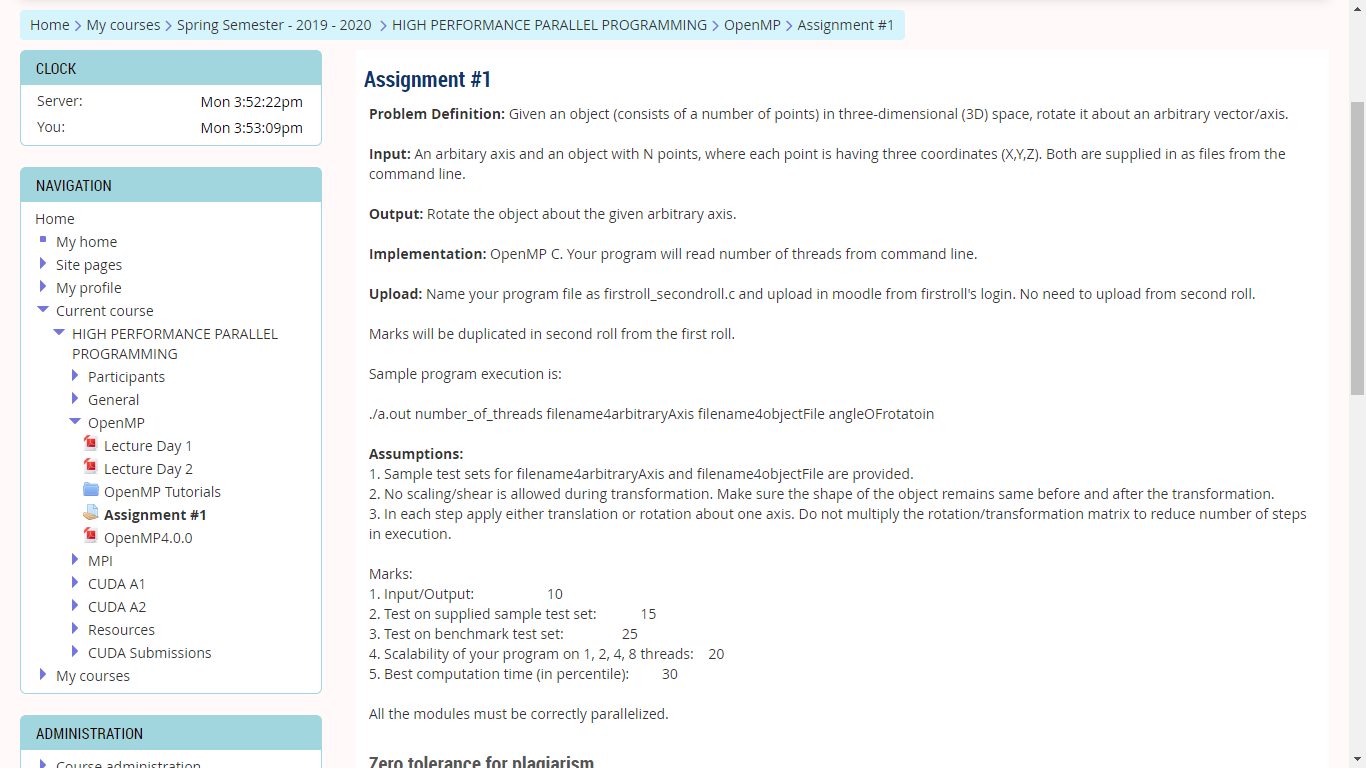 Home > My courses > Spring Semester - 2019 - 2020 > HIGH PERFORMANCE PARALLEL PROGRAMMING > OpenMP > Assignment #1
CLOCK
Server: Mon 3:52:22pm
You: Mon 3:53:09pm
NAVIGATION
Home
My home
Site pages
My profile
Current course
HIGH PERFORMANCE PARALLEL
PROGRAMMING
Participants
General
OpenMP
Lecture Day 1
Lecture Day 2
OpenMP Tutorials
Assignment #1
OpenMP4.0.0
MPI
CUDA A1
CUDA A2
Resources
CUDA Submissions
My courses
ADMINISTRATION
Course administration
Assignment #1
Problem Definition: Given an object (consists of a number of points) in three-dimensional (3D) space, rotate it about an arbitrary vector/axis.
Input: An arbitary axis and an object with N points, where each point is having three coordinates (X,Y,Z). Both are supplied in as files from the
command line.
Output: Rotate the object about the given arbitrary axis.
Implementation: OpenMP C. Your program will read number of threads from command line.
Upload: Name your program file as firstroll_secondroll.c and upload in moodle from firstroll's login. No need to upload from second roll.
Marks will be duplicated in second roll from the first roll.
Sample program execution is:
./a.out number_of_threads filename4arbitraryAxis filename4objectFile angleOFrotatoin
Assumptions:
1. Sample test sets for filename4arbitraryAxis and filename4objectFile are provided.
2. No scaling/shear is allowed during transformation. Make sure the shape of the object remains same before and after the transformation.
3. In each step apply either translation or rotation about one axis. Do not multiply the rotation/transformation matrix to reduce number of steps
in execution.
Marks:
1. Input/Output: 10
2. Test on supplied sample test set: 15
3. Test on benchmark test set: 25
4. Scalability of your program on 1, 2, 4, 8 threads: 20
5. Best computation time (in percentile): 30
All the modules must be correctly parallelized.
Zero tolerance for plagiarism